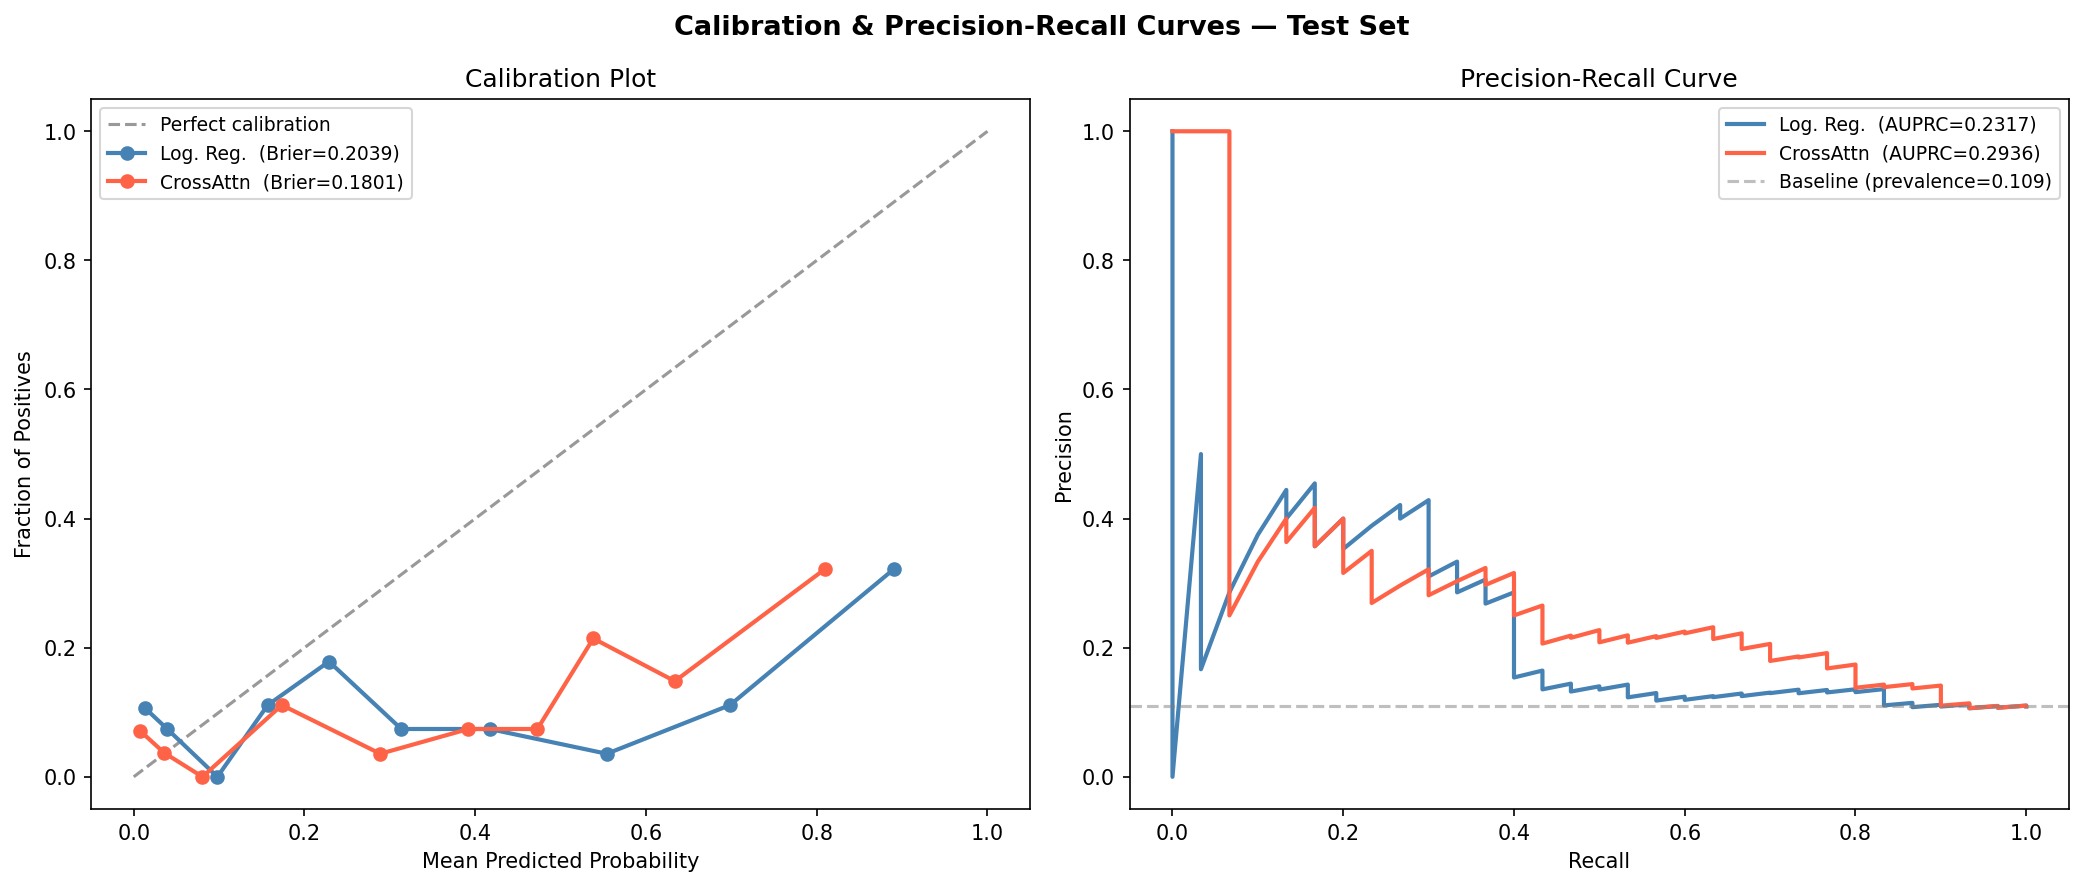 Calibration & Precision-Recall Curves — Test Set
Calibration Plot
Perfect calibration
Log. Reg.  (Brier=0.2039)
CrossAttn  (Brier=0.1801)
Fraction of Positives
1.0
0.8
0.6
0.4
0.2
0.0
0.0 0.2 0.4 0.6 0.8 1.0
Mean Predicted Probability
Precision-Recall Curve
Log. Reg.  (AUPRC=0.2317)
CrossAttn  (AUPRC=0.2936)
Baseline (prevalence=0.109)
Precision
1.0
0.8
0.6
0.4
0.2
0.0
0.0 0.2 0.4 0.6 0.8 1.0
Recall